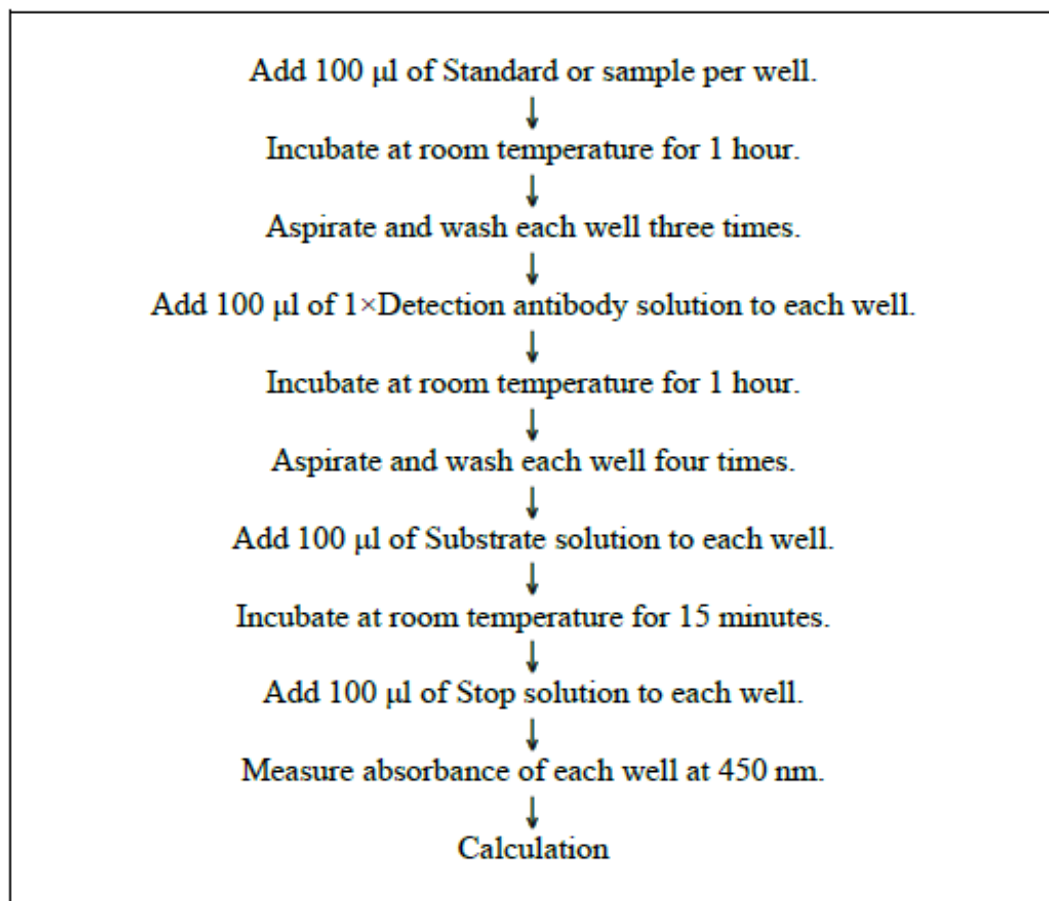 Add 100 μl of Standard or sample per well.
↓
Incubate at room temperature for 1 hour.
↓
Aspirate and wash each well three times.
↓
Add 100 μl of 1×Detection antibody solution to each well.
↓
Incubate at room temperature for 1 hour.
↓
Aspirate and wash each well four times.
↓
Add 100 μl of Substrate solution to each well.
↓
Incubate at room temperature for 15 minutes.
↓
Add 100 μl of Stop solution to each well.
↓
Measure absorbance of each well at 450 nm.
↓
Calculation